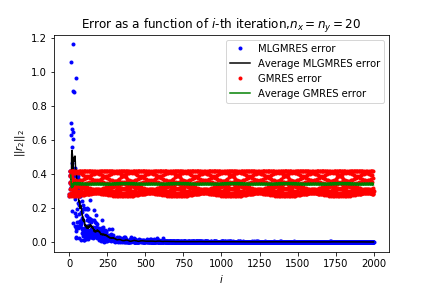 Error as a function of i-th iteration,n_x = n_y = 20
1.2
1.0
0.8
0.6
0.4
0.2
0.0
||r_2||_2
MLGMRES error
Average MLGMRES error
GMRES error
Average GMRES error
0 250 500 750 1000 1250 1500 1750 2000
i